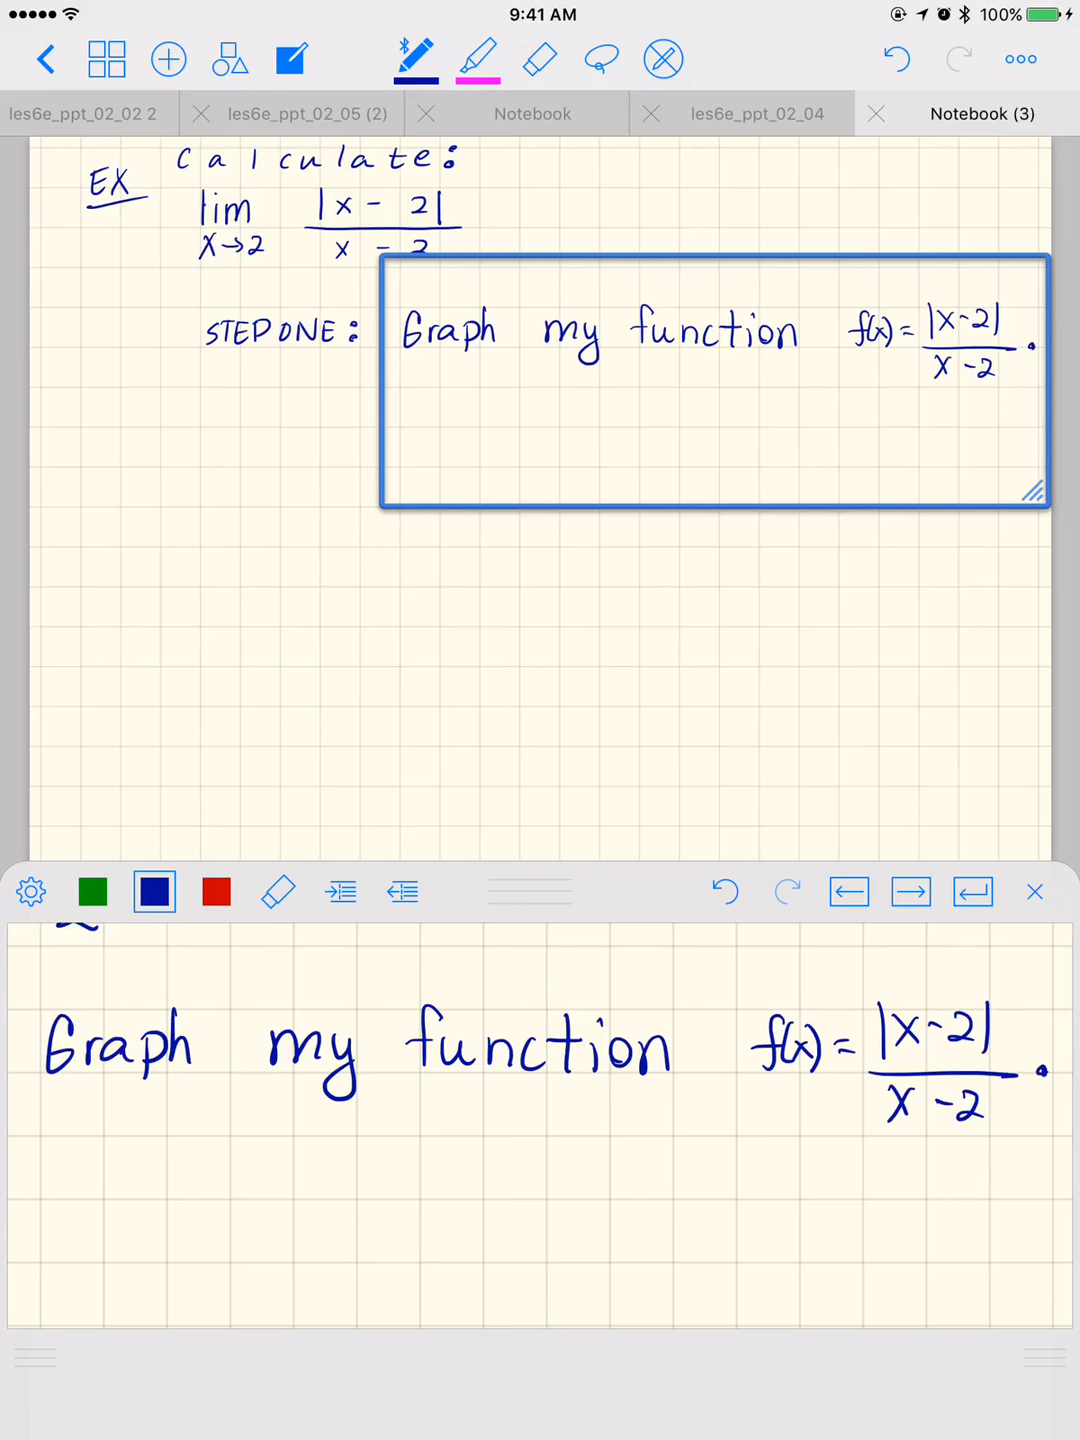 9:41 AM 100%
les6e_ppt_02_02 2 les6e_ppt_02_05 (2) Notebook les6e_ppt_02_04 Notebook (3)
EX Calculate:
lim x→2 |x - 2| / x - 2
STEP ONE: Graph my function f(x) = |x-2| / x-2 .
Graph my function f(x) = |x-2| / x-2 .